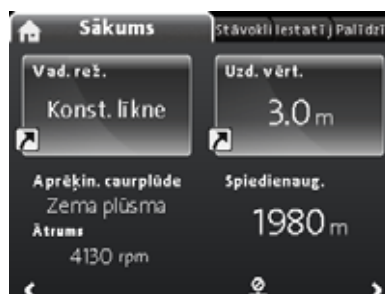 Sākums
Stāvokli Iestatīj Palīdzī
Vad. rež.
Uzd. vērt.
Konst. līkne
3.0 m
Aprēķin. caurplūde
Spiedienaug.
Zema plūsma
1980 m
Ātrums
4130 rpm